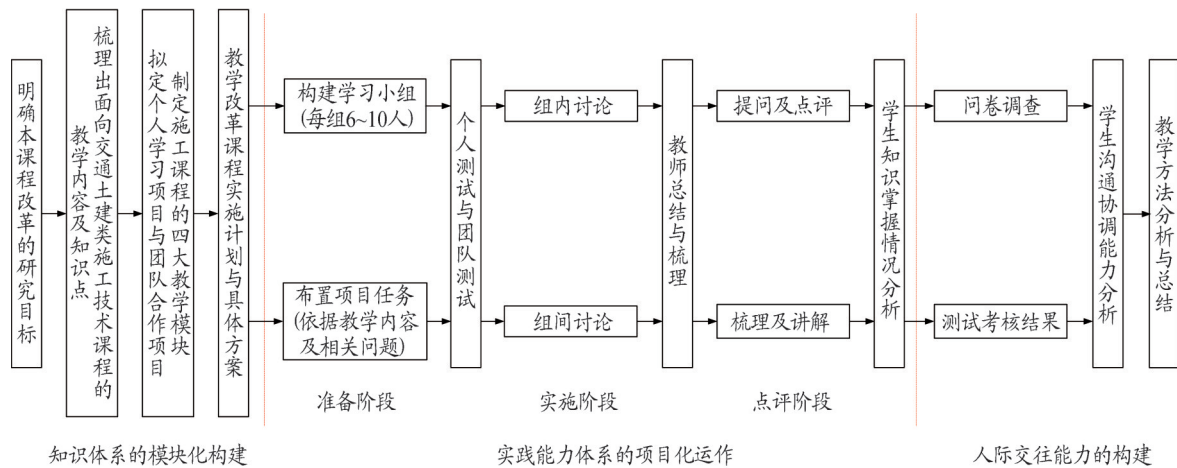 明确本课程改革的研究目标
梳理出面向交通土建类施工技术课程的
教学内容及知识点
制定施工课程的四大教学模块
拟定个人学习项目与团队合作项目
教学改革课程实施计划与具体方案
构建学习小组
(每组6~10人)
布置项目任务
(依据教学内容
及相关问题)
个人测试与团队测试
组内讨论
组间讨论
教师总结与梳理
提问及点评
梳理及讲解
学生知识掌握情况分析
问卷调查
测试考核结果
学生沟通协调能力分析
教学方法分析与总结
准备阶段
实施阶段
点评阶段
知识体系的模块化构建
实践能力体系的项目化运作
人际交往能力的构建